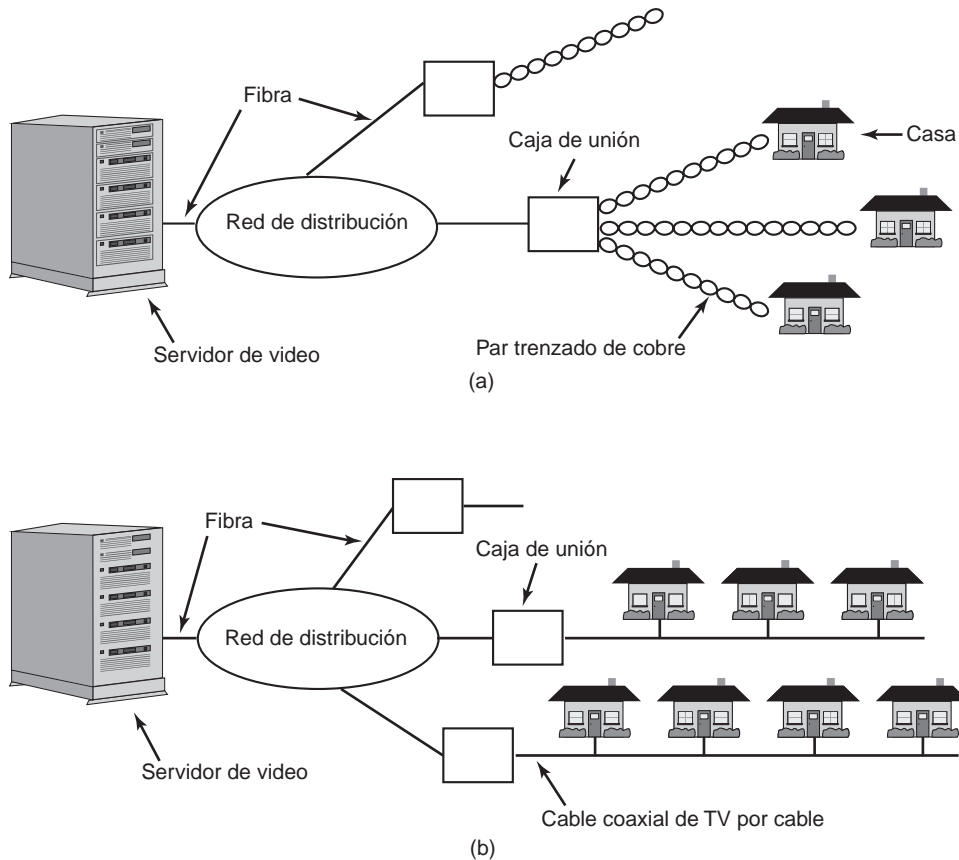 Fibra
Caja de unión
Casa
Red de distribución
Servidor de video
Par trenzado de cobre
(a)
Fibra
Caja de unión
Red de distribución
Servidor de video
Cable coaxial de TV por cable
(b)